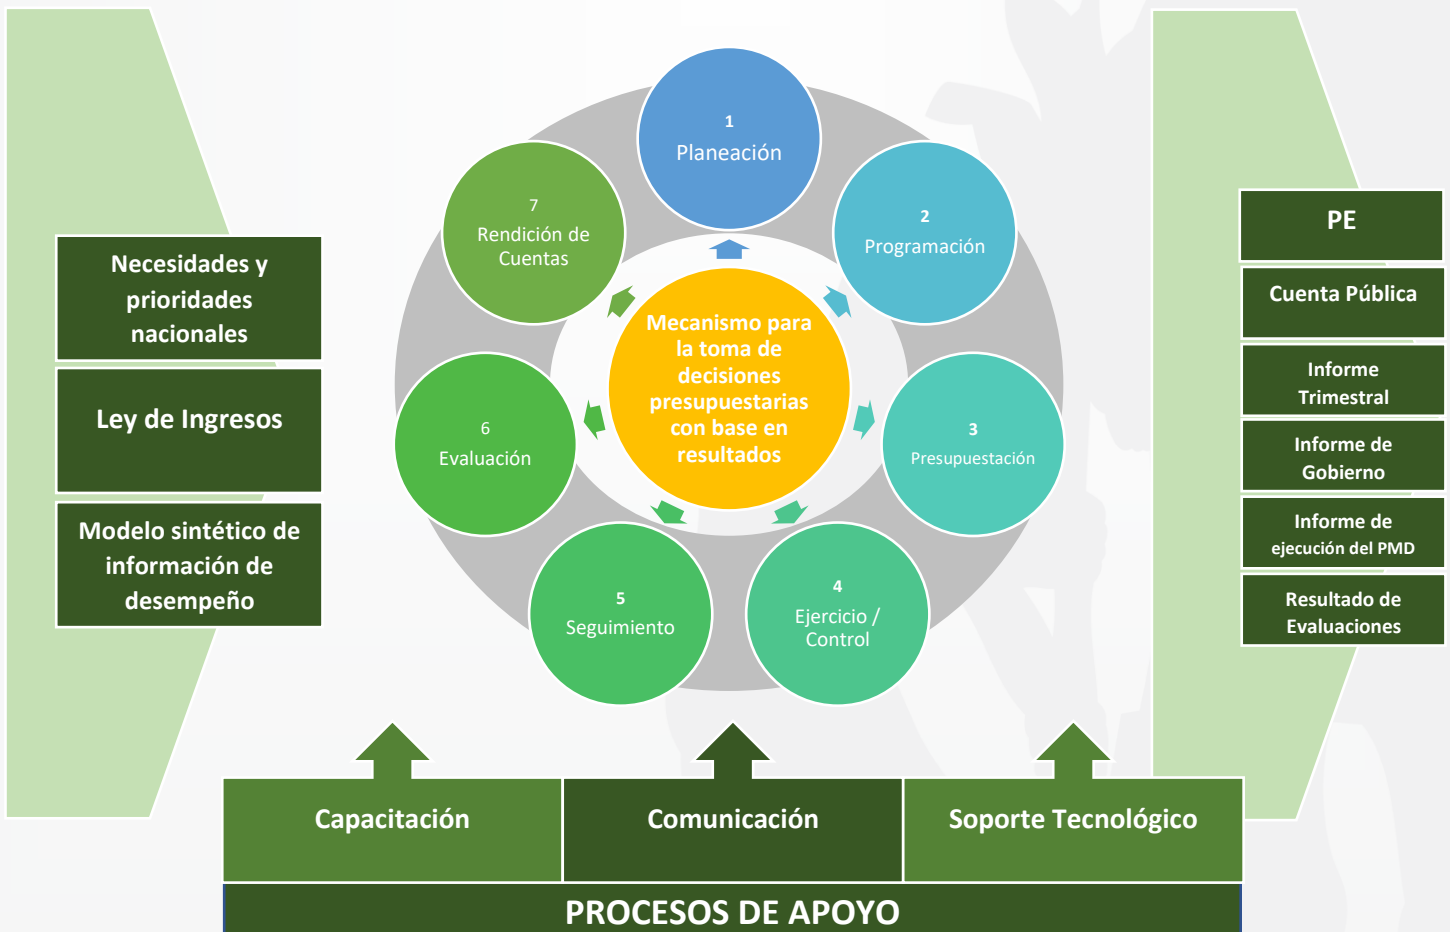 1
Planeación
2
Programación
3
Presupuestación
4
Ejercicio /
Control
5
Seguimiento
6
Evaluación
7
Rendición de
Cuentas
Mecanismo para
la toma de
decisiones
presupuestarias
con base en
resultados
Necesidades y
prioridades
nacionales
Ley de Ingresos
Modelo sintético de
información de
desempeño
PE
Cuenta Pública
Informe
Trimestral
Informe de
Gobierno
Informe de
ejecución del PMD
Resultado de
Evaluaciones
Capacitación
Comunicación
Soporte Tecnológico
PROCESOS DE APOYO